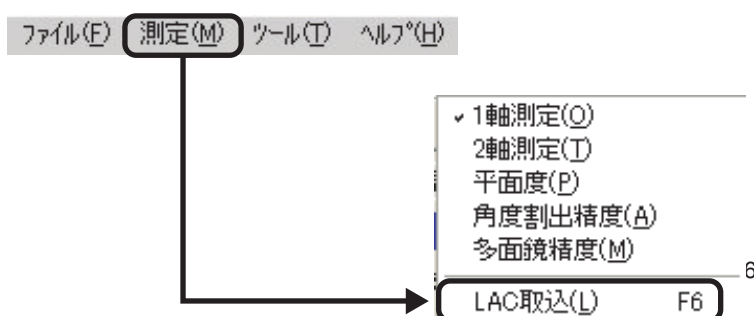 ﾌｧｲﾙ(F) 測定(M) ﾂｰﾙ(T) ﾍﾙﾌﾟ(H)
✓ 1軸測定(O)
2軸測定(T)
平面度(P)
角度割出精度(A)
多面鏡精度(M)
6
LAC取込(L) F6